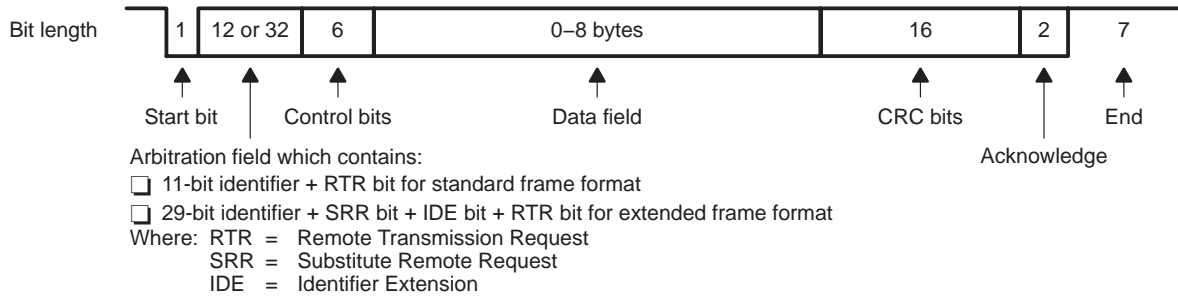 Bit length 1 12 or 32 6 0–8 bytes 16 2 7
Start bit Control bits Data field CRC bits End
Acknowledge
Arbitration field which contains:
❏ 11-bit identifier + RTR bit for standard frame format
❏ 29-bit identifier + SRR bit + IDE bit + RTR bit for extended frame format
Where: RTR = Remote Transmission Request
SRR = Substitute Remote Request
IDE = Identifier Extension